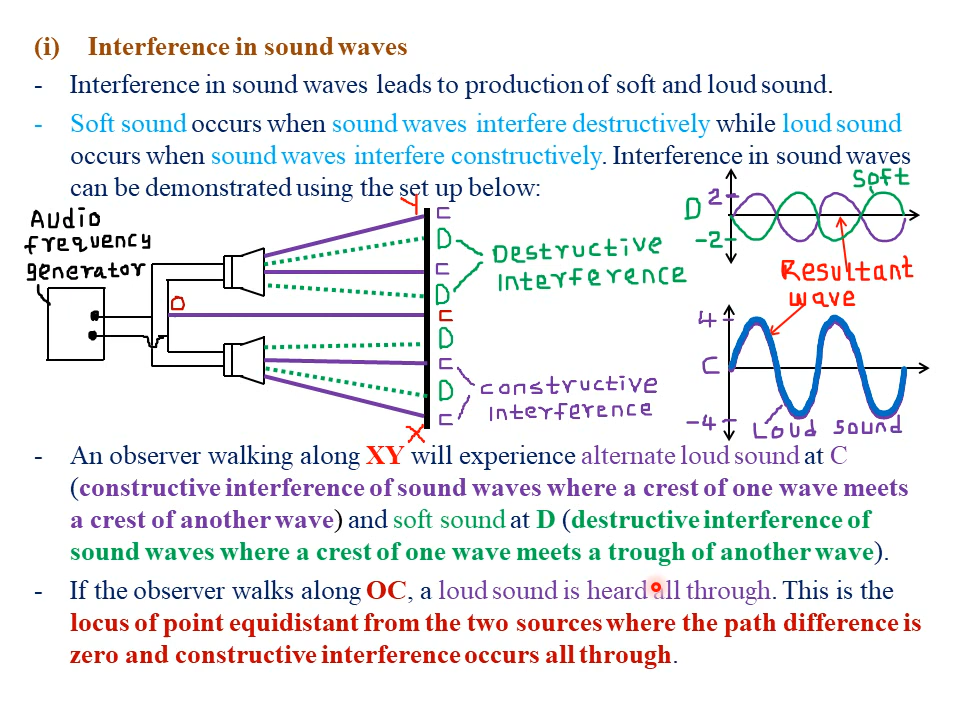 (i) Interference in sound waves
- Interference in sound waves leads to production of soft and loud sound.
- Soft sound occurs when sound waves interfere destructively while loud sound
occurs when sound waves interfere constructively. Interference in sound waves
can be demonstrated using the set up below:
Audio
frequency
generator
O
Y
C
D
C
D
C
D
C
D
C
X
Destructive
interference
constructive
interference
soft
D
2
-2
Resultant
wave
4
C
-4
Loud sound
- An observer walking along XY will experience alternate loud sound at C
(constructive interference of sound waves where a crest of one wave meets
a crest of another wave) and soft sound at D (destructive interference of
sound waves where a crest of one wave meets a trough of another wave).
- If the observer walks along OC, a loud sound is heard all through. This is the
locus of point equidistant from the two sources where the path difference is
zero and constructive interference occurs all through.